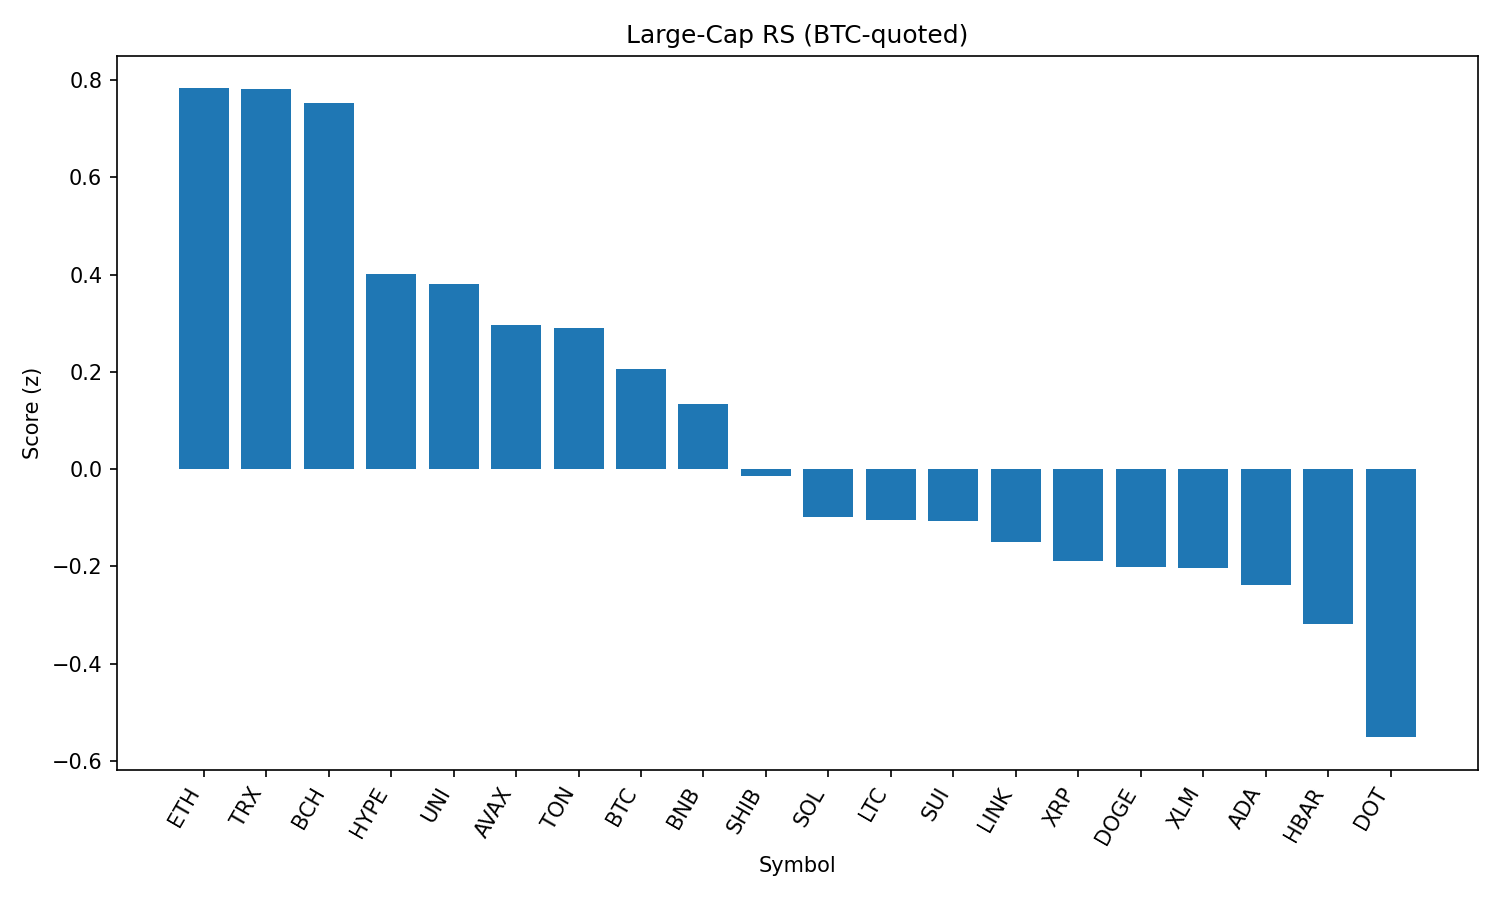 Large-Cap RS (BTC-quoted)
Score (z)
0.8
0.6
0.4
0.2
0.0
−0.2
−0.4
−0.6
ETH TRX BCH HYPE UNI AVAX TON BTC BNB SHIB SOL LTC SUI LINK XRP DOGE XLM ADA HBAR DOT
Symbol